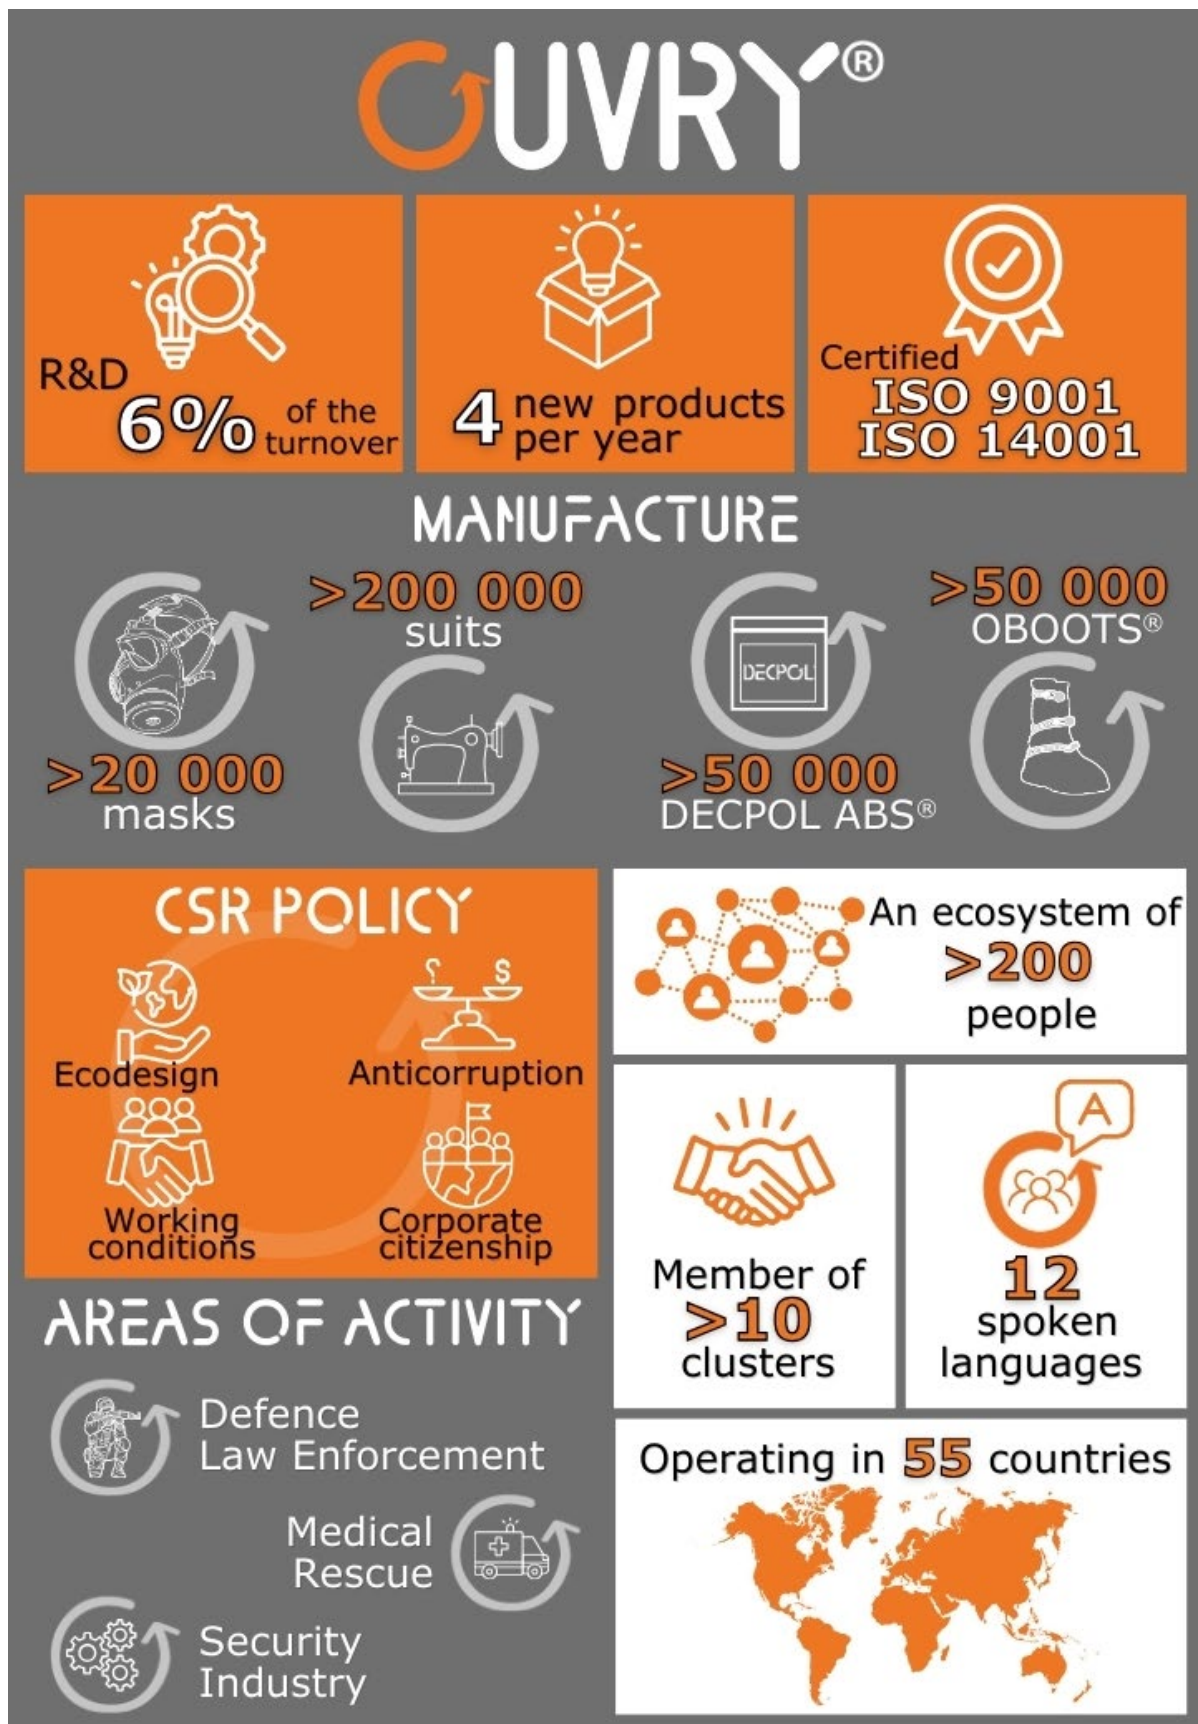 OUVRY®
R&D
6% of the
turnover
4 new products
per year
Certified
ISO 9001
ISO 14001
MANUFACTURE
>20 000
masks
>200 000
suits
DECPOL
>50 000
DECPOL ABS®
>50 000
OBOOTS®
CSR POLICY
Ecodesign
$
Anticorruption
Working
conditions
Corporate
citizenship
An ecosystem of
>200
people
Member of
>10
clusters
A
12
spoken
languages
AREAS OF ACTIVITY
Defence
Law Enforcement
Medical
Rescue
Security
Industry
Operating in 55 countries